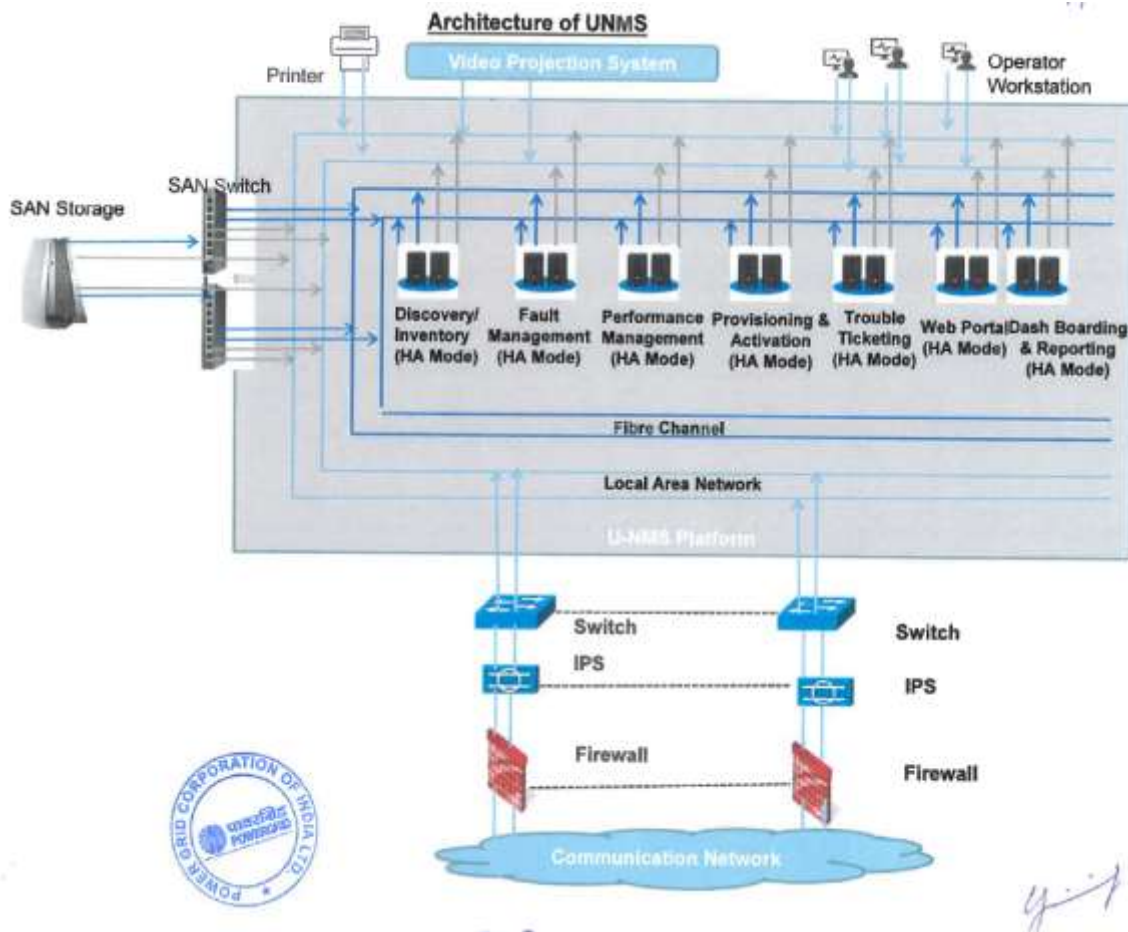 Architecture of UNMS
Video Projection System
Printer
Operator
Workstation
SAN Switch
SAN Storage
Discovery/
Inventory
(HA Mode)
Fault
Management
(HA Mode)
Performance
Management
(HA Mode)
Provisioning &
Activation
(HA Mode)
Trouble
Ticketing
(HA Mode)
Web Portal
(HA Mode)
Dash Boarding
& Reporting
(HA Mode)
Fibre Channel
Local Area Network
U-NMS Platform
Switch
Switch
IPS
IPS
Firewall
Firewall
Communication Network
POWER GRID CORPORATION OF INDIA LTD.
पावरग्रिड
POWERGRID